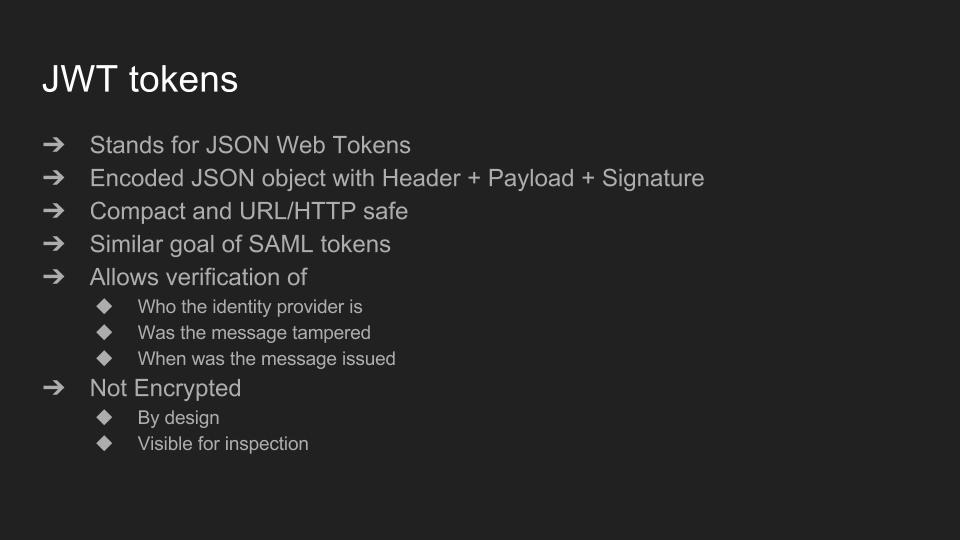 JWT tokens
➔ Stands for JSON Web Tokens
➔ Encoded JSON object with Header + Payload + Signature
➔ Compact and URL/HTTP safe
➔ Similar goal of SAML tokens
➔ Allows verification of
◆ Who the identity provider is
◆ Was the message tampered
◆ When was the message issued
➔ Not Encrypted
◆ By design
◆ Visible for inspection